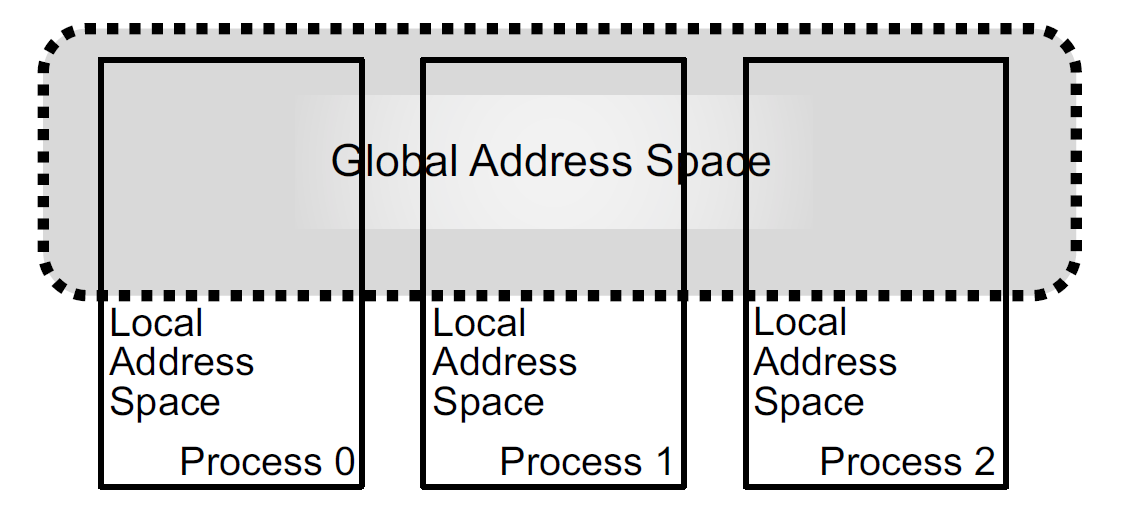 Global Address Space
Local
Address
Space
Process 0
Local
Address
Space
Process 1
Local
Address
Space
Process 2